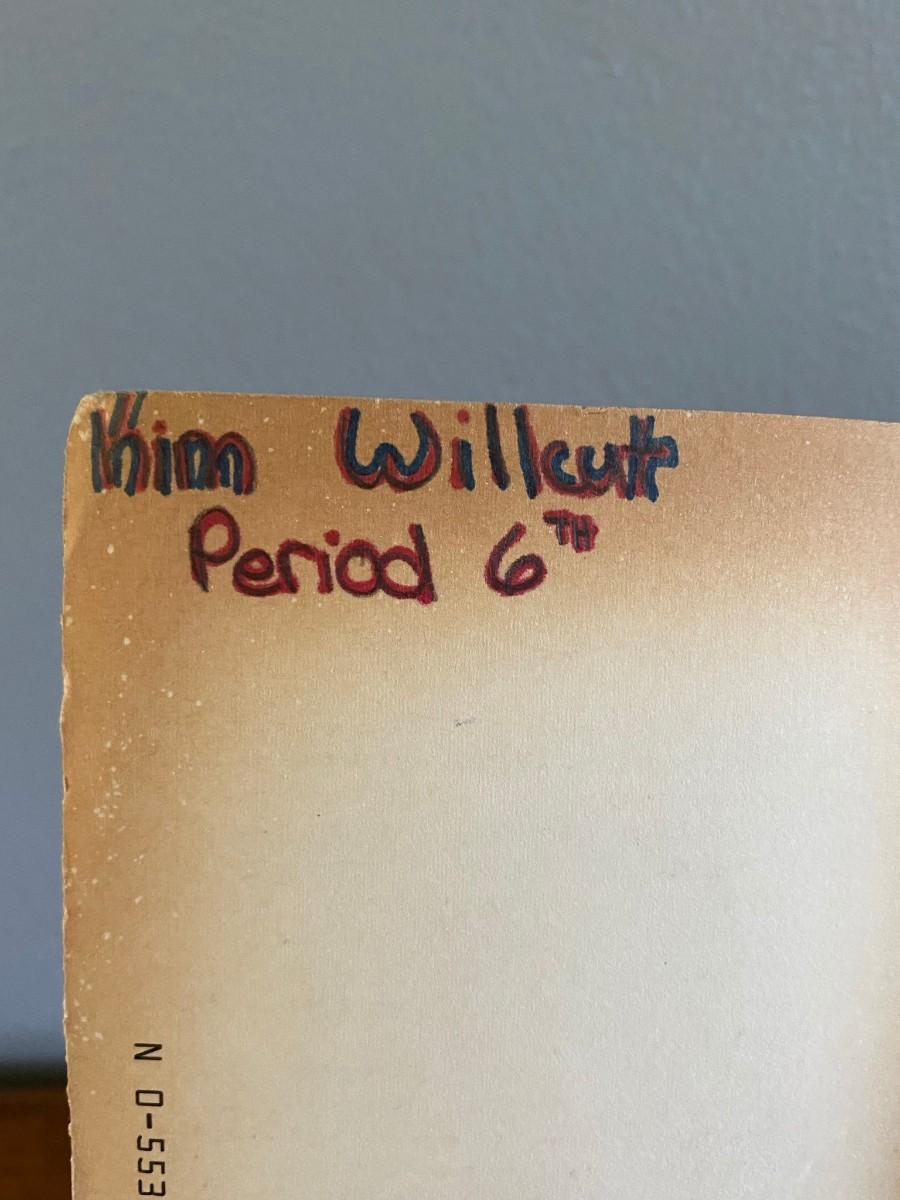 Kim Willcutt
Period 6TH
N 0-553